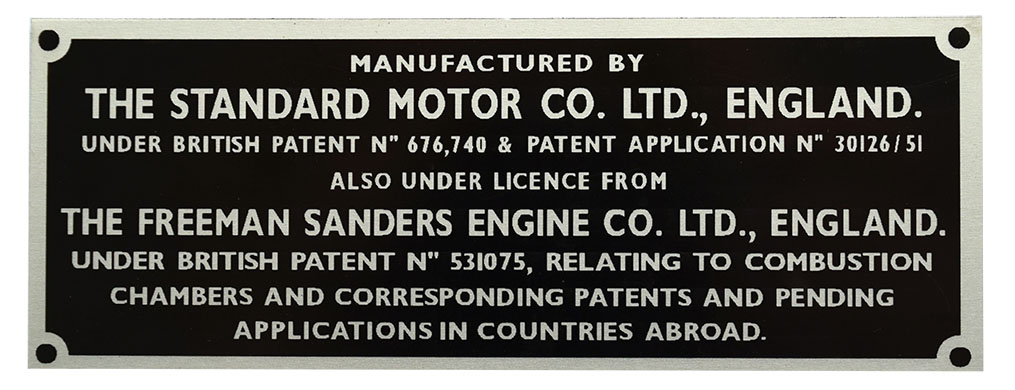 MANUFACTURED BY
THE STANDARD MOTOR CO. LTD., ENGLAND.
UNDER BRITISH PATENT N" 676,740 & PATENT APPLICATION N" 30126/51
ALSO UNDER LICENCE FROM
THE FREEMAN SANDERS ENGINE CO. LTD., ENGLAND.
UNDER BRITISH PATENT N" 531075, RELATING TO COMBUSTION
CHAMBERS AND CORRESPONDING PATENTS AND PENDING
APPLICATIONS IN COUNTRIES ABROAD.